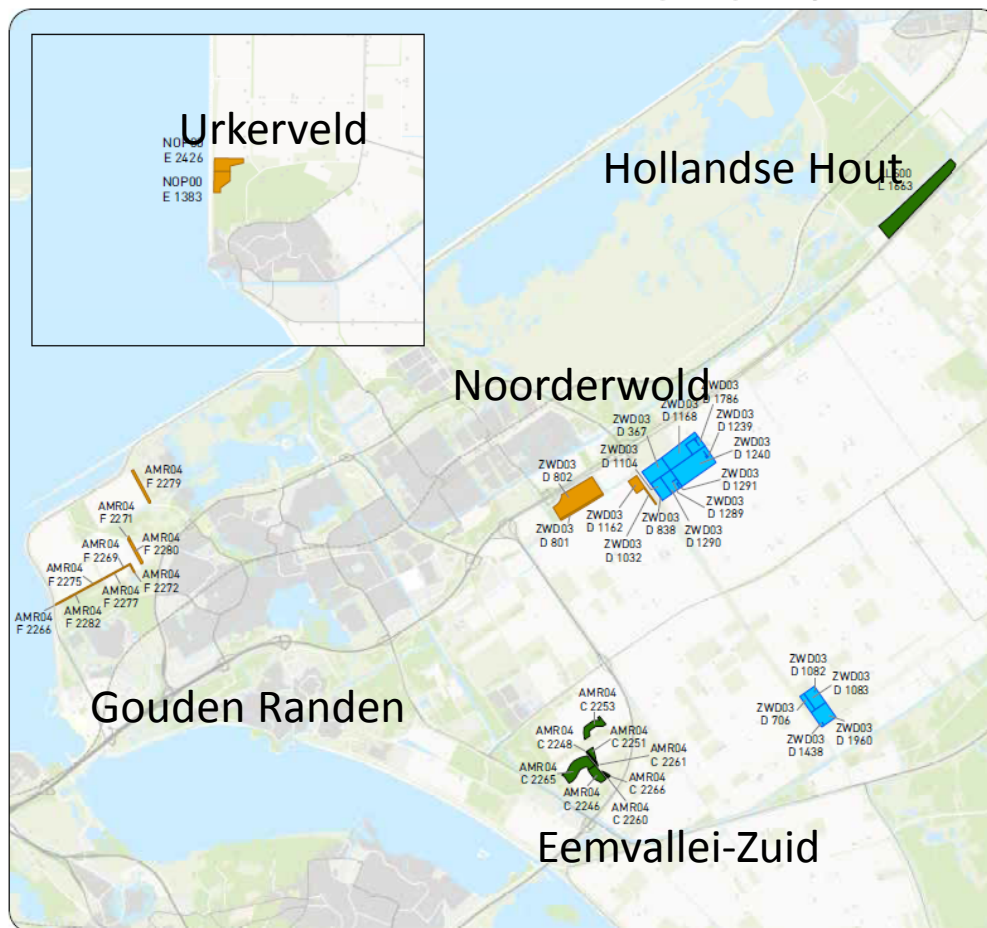 Urkerveld
NOP00
E 2426
NOP00
E 1383
Hollandse Hout
L 1663
Noorderwold
ZWD03
D 1786
ZWD03
D 1168
ZWD03
D 367
ZWD03
D 1239
ZWD03
D 1104
ZWD03
D 1240
ZWD03
D 802
ZWD03
D 1291
ZWD03
D 1289
ZWD03
D 801
ZWD03
D 1162
ZWD03
D 838
ZWD03
D 1290
ZWD03
D 1032
AMR04
F 2279
AMR04
F 2271
AMR04
F 2280
AMR04
F 2269
AMR04
F 2275
AMR04
F 2272
AMR04
F 2277
AMR04
F 2266
AMR04
F 2282
Gouden Randen
ZWD03
D 1082
ZWD03
D 1083
ZWD03
D 706
ZWD03
D 1438
ZWD03
D 1960
AMR04
C 2253
AMR04
C 2248
AMR04
C 2251
AMR04
C 2261
AMR04
C 2265
AMR04
C 2266
AMR04
C 2246
AMR04
C 2260
Eemvallei-Zuid